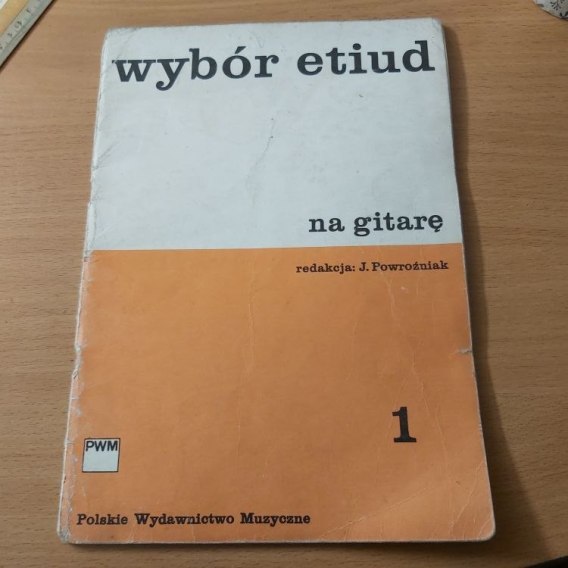 wybór etiud
na gitarę
redakcja: J. Powroźniak
1
PWM
Polskie Wydawnictwo Muzyczne